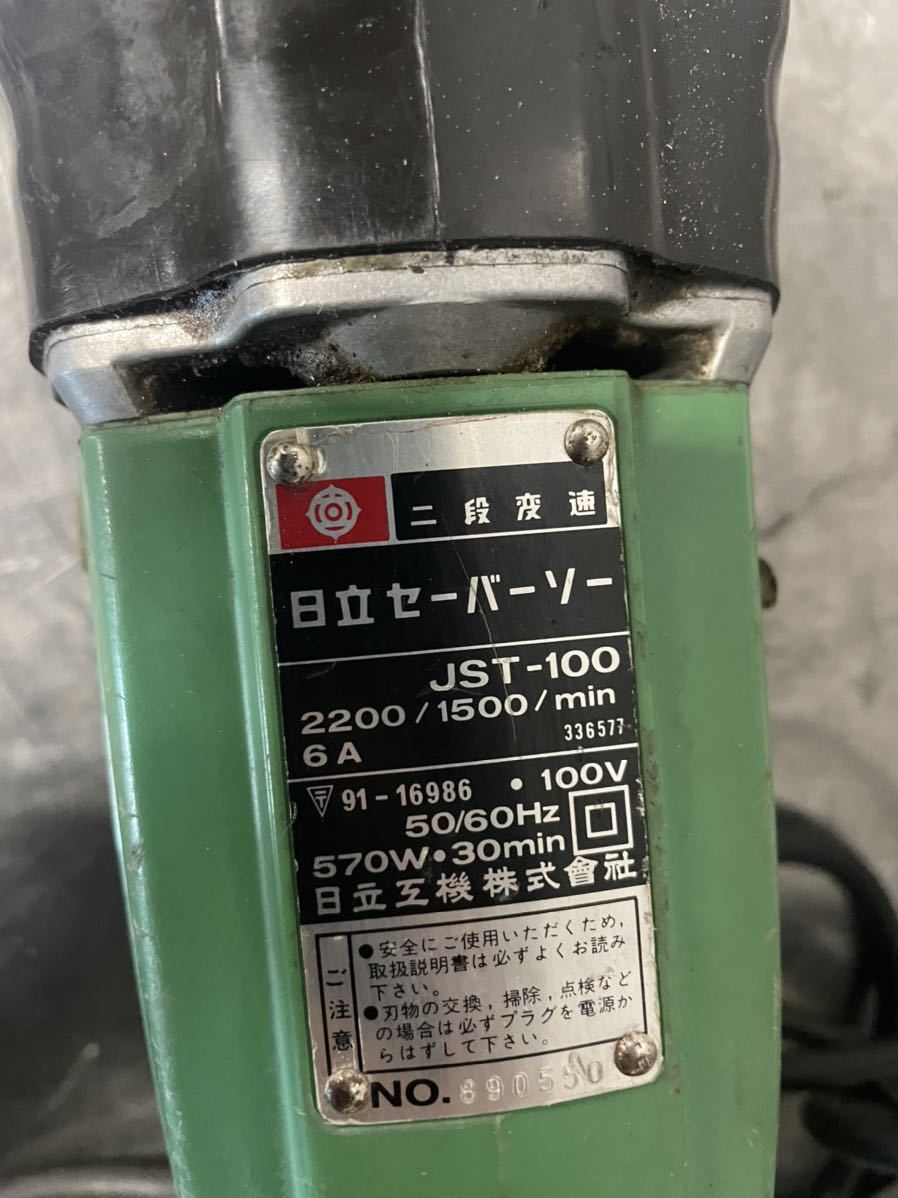 二段変速
日立セーバーソー
JST-100
2200/1500/min
6A 336577
〒 91-16986 • 100V
50/60Hz
570W•30min
日立工機株式會社
ご注意
●安全にご使用いただくため,
取扱説明書は必ずよくお読み
下さい。
●刃物の交換,掃除,点検など
の場合は必ずプラグを電源か
らはずして下さい。
NO. 890550